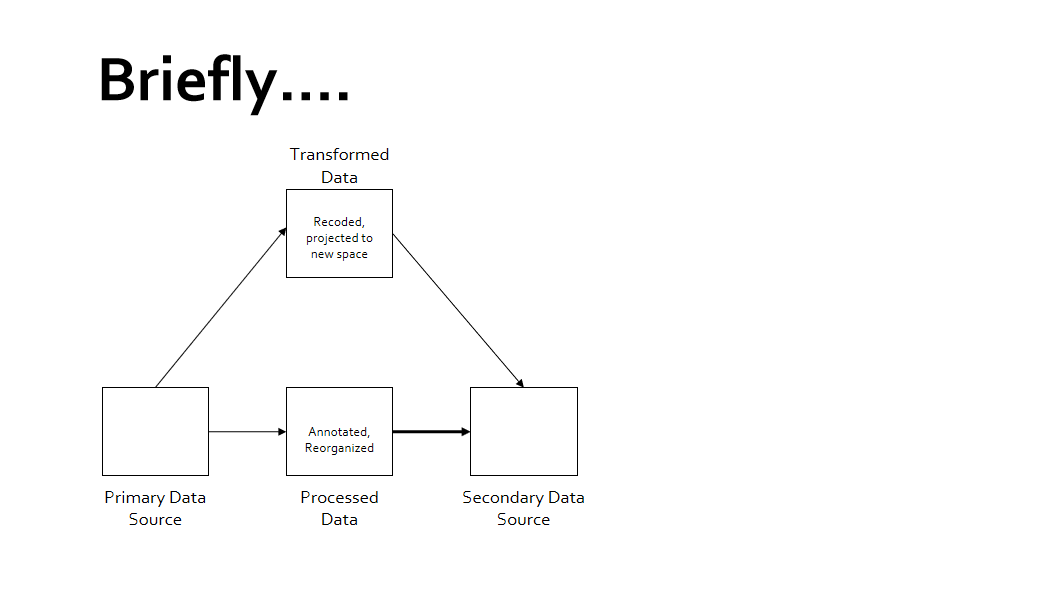 Briefly....
Transformed
Data
Recoded,
projected to
new space
Annotated,
Reorganized
Primary Data
Source
Processed
Data
Secondary Data
Source